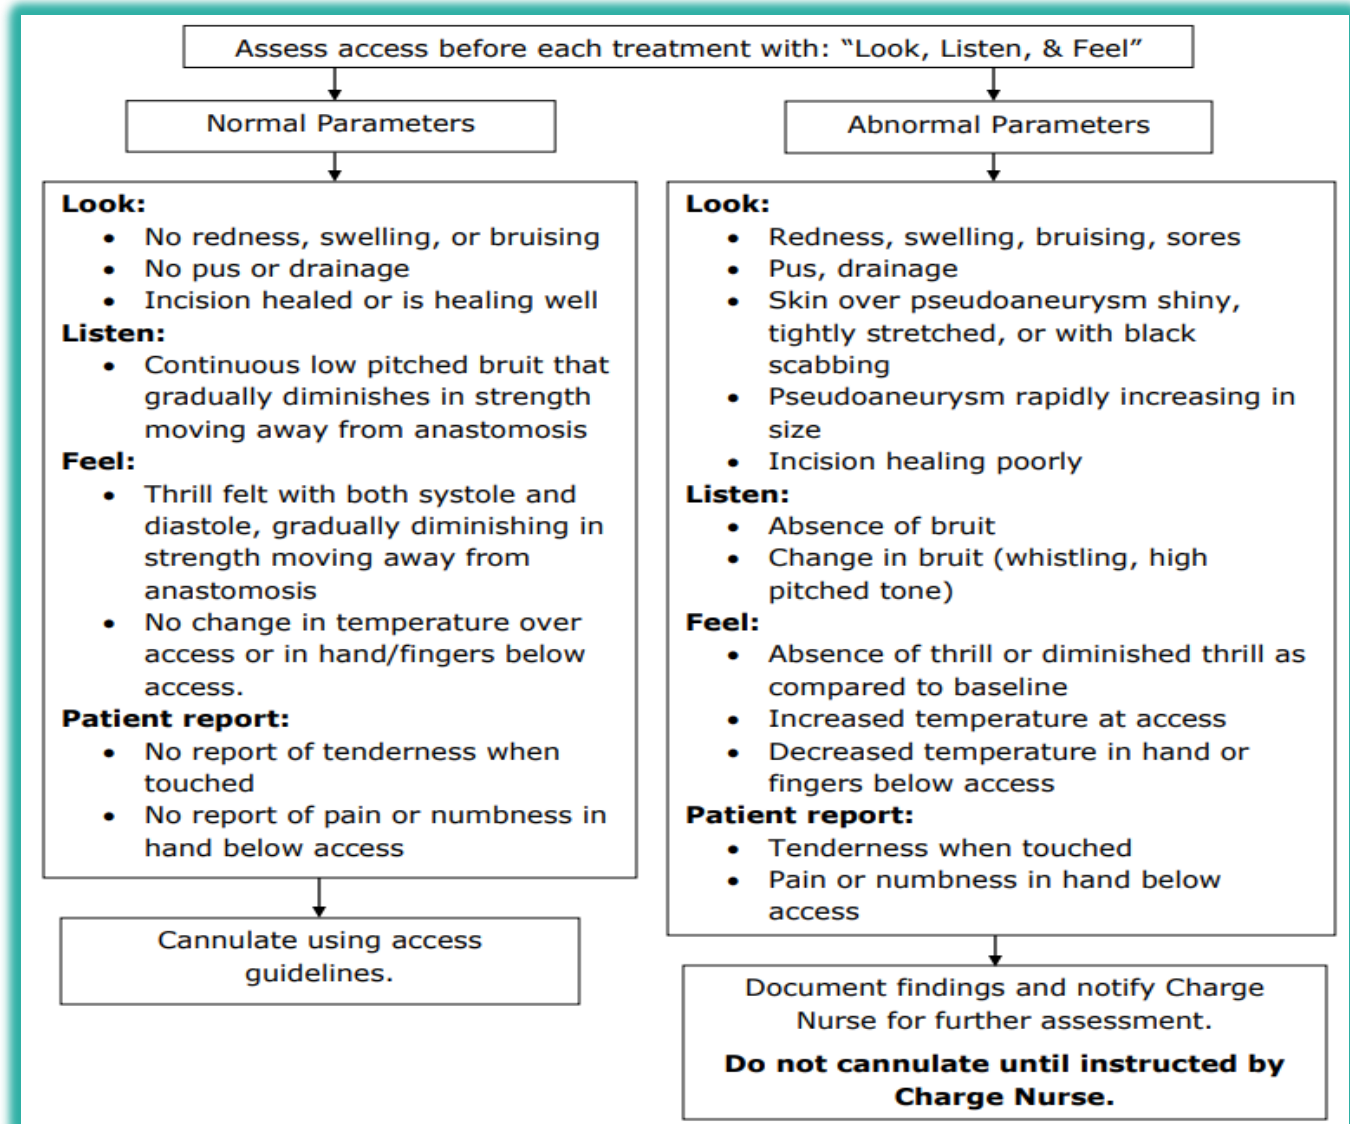 Assess access before each treatment with: “Look, Listen, & Feel”
Normal Parameters
Look:
• No redness, swelling, or bruising
• No pus or drainage
• Incision healed or is healing well
Listen:
• Continuous low pitched bruit that
gradually diminishes in strength
moving away from anastomosis
Feel:
• Thrill felt with both systole and
diastole, gradually diminishing in
strength moving away from
anastomosis
• No change in temperature over
access or in hand/fingers below
access.
Patient report:
• No report of tenderness when
touched
• No report of pain or numbness in
hand below access
Cannulate using access
guidelines.
Abnormal Parameters
Look:
• Redness, swelling, bruising, sores
• Pus, drainage
• Skin over pseudoaneurysm shiny,
tightly stretched, or with black
scabbing
• Pseudoaneurysm rapidly increasing in
size
• Incision healing poorly
Listen:
• Absence of bruit
• Change in bruit (whistling, high
pitched tone)
Feel:
• Absence of thrill or diminished thrill as
compared to baseline
• Increased temperature at access
• Decreased temperature in hand or
fingers below access
Patient report:
• Tenderness when touched
• Pain or numbness in hand below
access
Document findings and notify Charge
Nurse for further assessment.
Do not cannulate until instructed by
Charge Nurse.